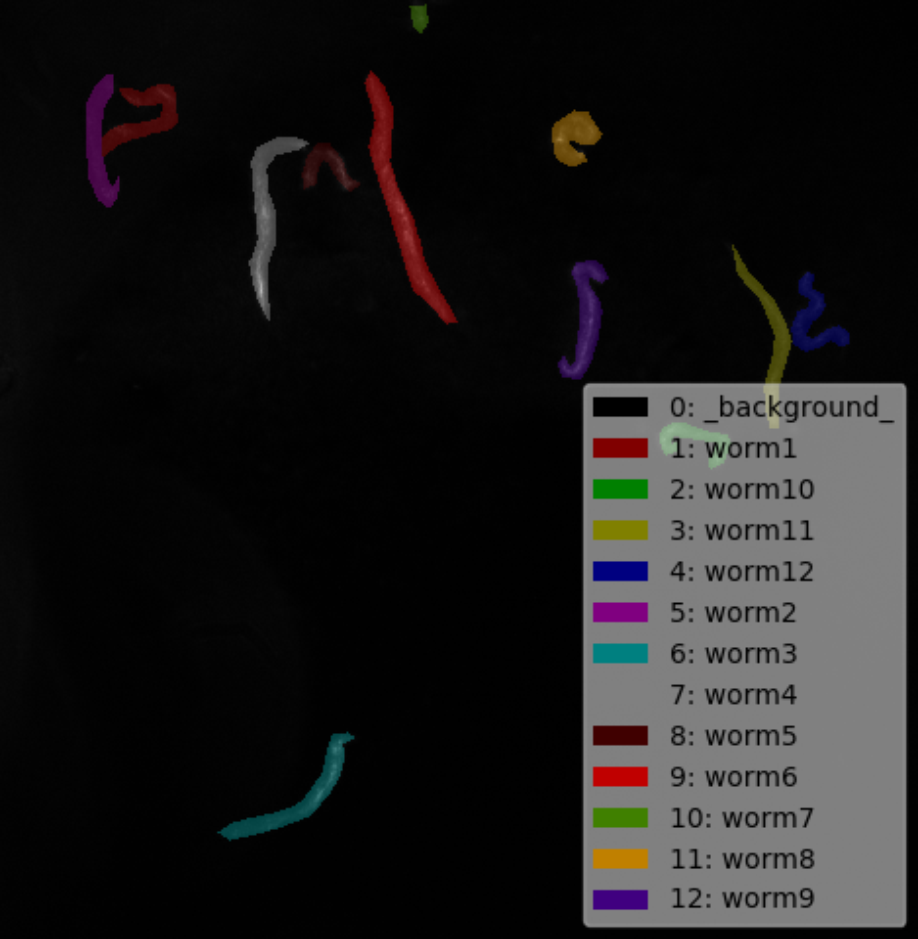 0: _background_
1: worm1
2: worm10
3: worm11
4: worm12
5: worm2
6: worm3
7: worm4
8: worm5
9: worm6
10: worm7
11: worm8
12: worm9